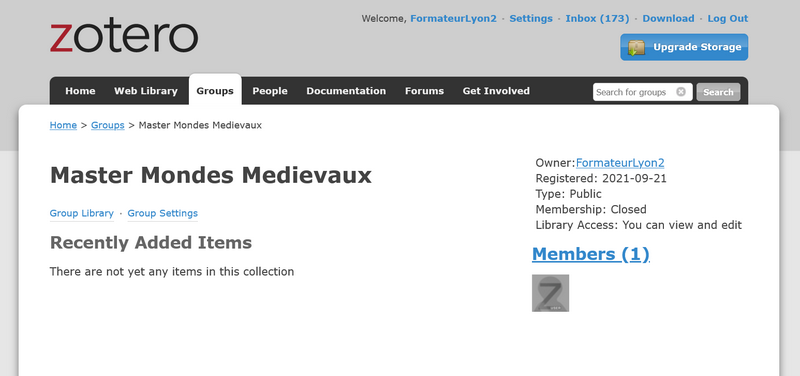 zotero
Welcome, FormateurLyon2 · Settings · Inbox (173) · Download · Log Out
Upgrade Storage
Home Web Library Groups People Documentation Forums Get Involved
Search for groups Search
Home > Groups > Master Mondes Medievaux
Master Mondes Medievaux
Group Library · Group Settings
Recently Added Items
There are not yet any items in this collection
Owner:FormateurLyon2
Registered: 2021-09-21
Type: Public
Membership: Closed
Library Access: You can view and edit
Members (1)
Z